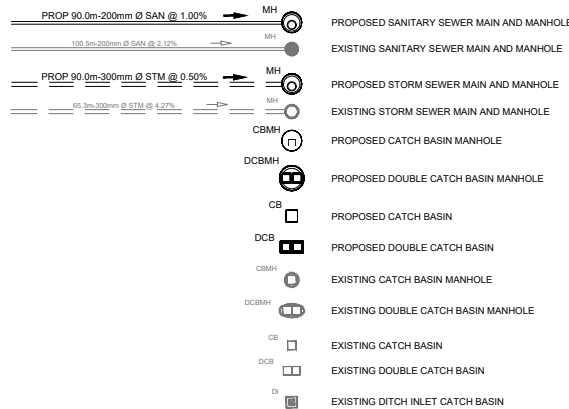 PROP 90.0m-200mm Ø SAN @ 1.00% MH PROPOSED SANITARY SEWER MAIN AND MANHOLE
100.5m-200mm Ø SAN @ 2.12% MH EXISTING SANITARY SEWER MAIN AND MANHOLE
PROP 90.0m-300mm Ø STM @ 0.50% MH PROPOSED STORM SEWER MAIN AND MANHOLE
65.3m-300mm Ø STM @ 4.27% MH EXISTING STORM SEWER MAIN AND MANHOLE
CBMH PROPOSED CATCH BASIN MANHOLE
DCBMH PROPOSED DOUBLE CATCH BASIN MANHOLE
CB PROPOSED CATCH BASIN
DCB PROPOSED DOUBLE CATCH BASIN
CBMH EXISTING CATCH BASIN MANHOLE
DCBMH EXISTING DOUBLE CATCH BASIN MANHOLE
CB EXISTING CATCH BASIN
DCB EXISTING DOUBLE CATCH BASIN
DI EXISTING DITCH INLET CATCH BASIN